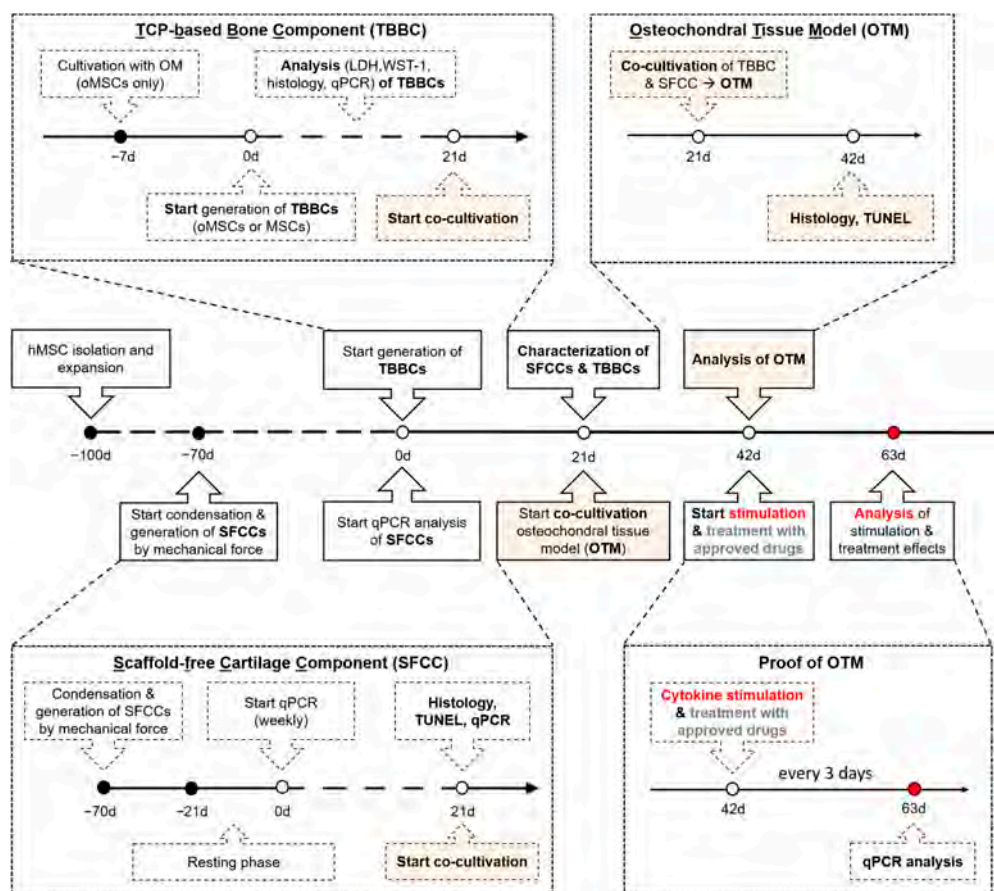 TCP-based Bone Component (TBBC)
Cultivation with OM
(oMSCs only)
Analysis (LDH,WST-1,
histology, qPCR) of TBBCs
−7d
0d
21d
Start generation of TBBCs
(oMSCs or MSCs)
Start co-cultivation
Osteochondral Tissue Model (OTM)
Co-cultivation of TBBC
& SFCC → OTM
21d
42d
Histology, TUNEL
hMSC isolation and
expansion
Start generation of
TBBCs
Characterization of
SFCCs & TBBCs
Analysis of OTM
−100d
−70d
0d
21d
42d
63d
Start condensation &
generation of SFCCs
by mechanical force
Start qPCR analysis
of SFCCs
Start co-cultivation
osteochondral tissue
model (OTM)
Start stimulation
& treatment with
approved drugs
Analysis of
stimulation &
treatment effects
Scaffold-free Cartilage Component (SFCC)
Condensation &
generation of SFCCs
by mechanical force
Start qPCR
(weekly)
Histology,
TUNEL, qPCR
−70d
−21d
0d
21d
Resting phase
Start co-cultivation
Proof of OTM
Cytokine stimulation
& treatment with
approved drugs
every 3 days
42d
63d
qPCR analysis